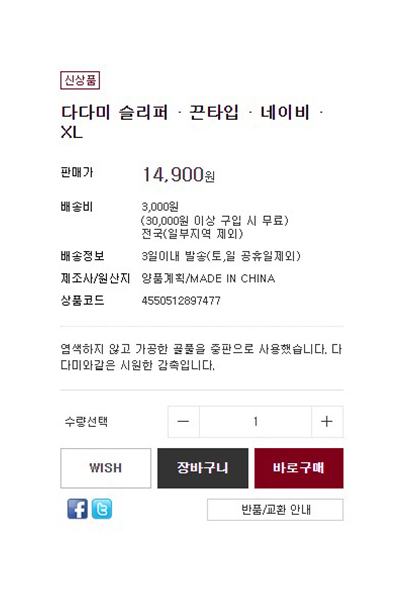 신상품
다다미 슬리퍼 · 끈타입 · 네이비 ·
XL
판매가 14,900원
배송비 3,000원
(30,000원 이상 구입 시 무료)
전국(일부지역 제외)
배송정보 3일이내 발송(토,일 공휴일제외)
제조사/원산지 양품계획/MADE IN CHINA
상품코드 4550512897477
염색하지 않고 가공한 골풀을 중판으로 사용했습니다. 다
다미와같은 시원한 감촉입니다.
수량선택 — 1 +
WISH 장바구니 바로구매
반품/교환 안내